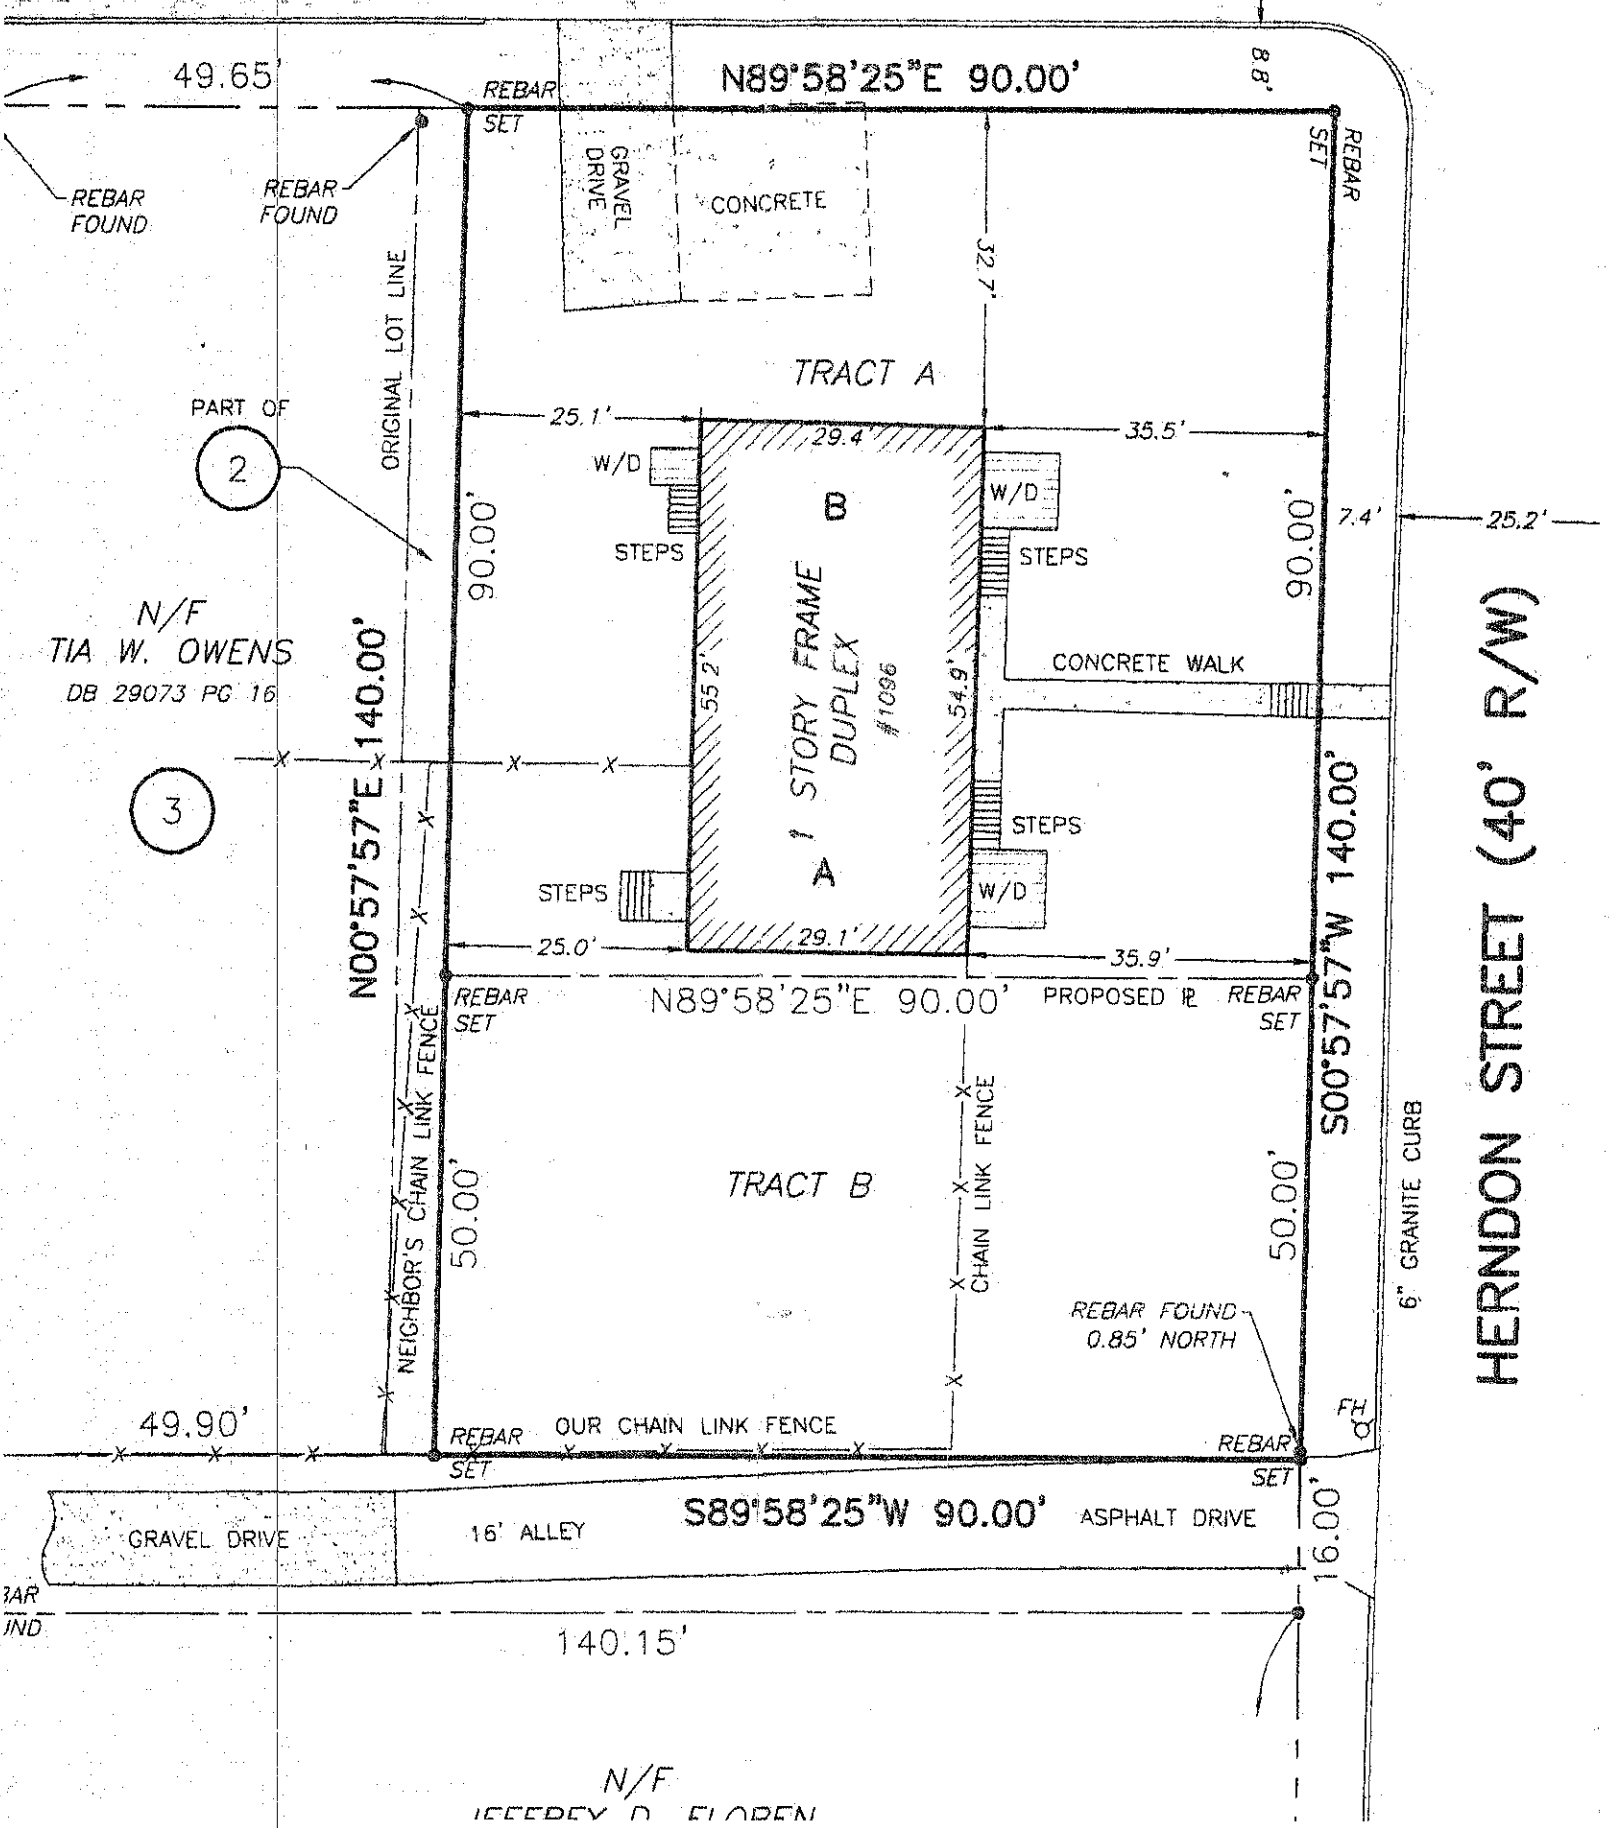 49.65'
REBAR
SET
N89°58'25"E 90.00'
8.8'
REBAR
SET
REBAR
FOUND
REBAR
FOUND
GRAVEL
DRIVE
CONCRETE
32.7'
ORIGINAL LOT LINE
TRACT A
PART OF
2
25.1'
29.4'
35.5'
W/D
B
W/D
90.00'
STEPS
STEPS
90.00'
7.4'
25.2'
N/F
TIA W. OWENS
DB 29073 PG 16
N00°57'57"E 140.00'
55.2'
1 STORY FRAME
DUPLEX
#1096
54.9'
CONCRETE WALK
HERNDON STREET (40' R/W)
3
STEPS
A
STEPS
W/D
S00°57'57"W 140.00'
25.0'
29.1'
35.9'
REBAR
SET
N89°58'25"E 90.00'
PROPOSED PL
REBAR
SET
NEIGHBOR'S CHAIN LINK FENCE
50.00'
TRACT B
CHAIN LINK FENCE
50.00'
6" GRANITE CURB
REBAR FOUND
0.85' NORTH
FH
49.90'
REBAR
SET
OUR CHAIN LINK FENCE
REBAR
SET
GRAVEL DRIVE
16' ALLEY
S89°58'25"W 90.00'
ASPHALT DRIVE
16.00'
BAR
UND
140.15'
N/F
JEFFREY D. FLOREN